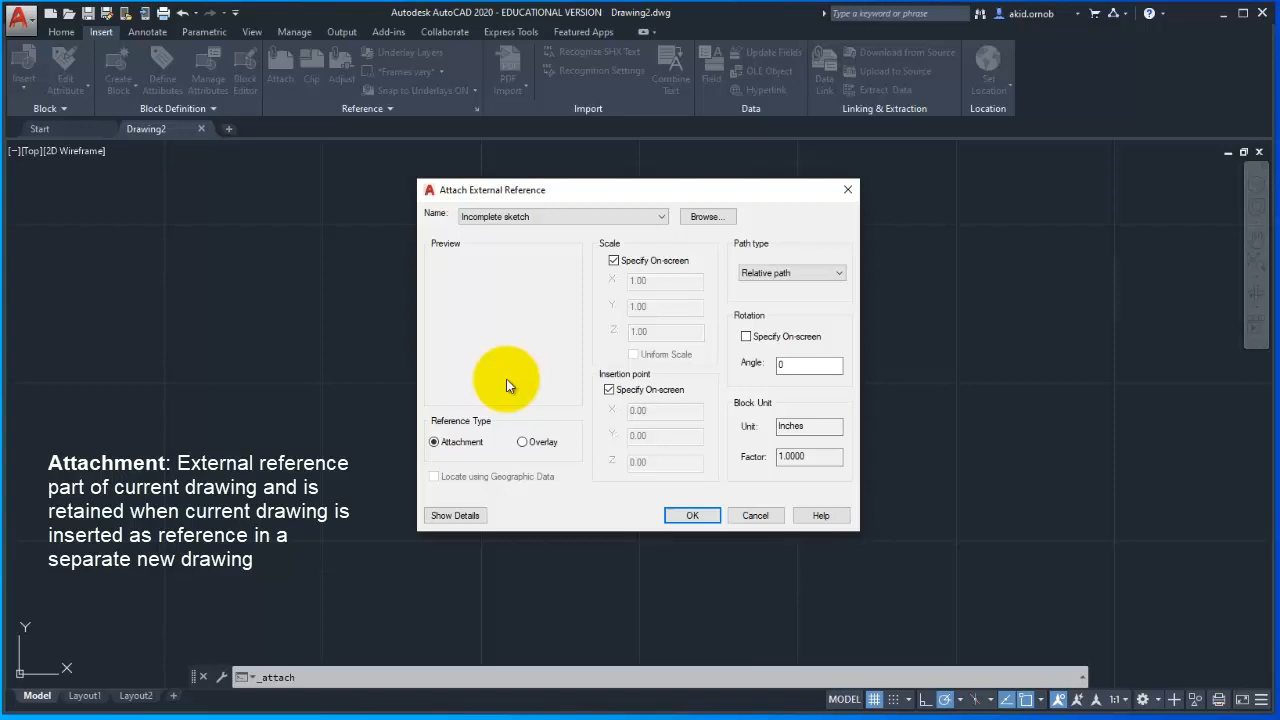 Autodesk AutoCAD 2020 - EDUCATIONAL VERSION Drawing2.dwg
Type a keyword or phrase
akid.ornob
Home Insert Annotate Parametric View Manage Output Add-ins Collaborate Express Tools Featured Apps
Insert
Edit
Attribute
Create
Block
Define
Attributes
Manage
Attributes
Block
Editor
Attach
Clip
Adjust
Underlay Layers
*Frames vary*
Snap to Underlays ON
PDF
Import
Recognize SHX Text
Recognition Settings
Combine
Text
Field
Update Fields
OLE Object
Hyperlink
Data
Link
Download from Source
Upload to Source
Extract Data
Set
Location
Block Block Definition Reference Import Data Linking & Extraction Location
Start Drawing2
[−][Top][2D Wireframe]
Attach External Reference
Name: Incomplete sketch Browse...
Preview
Reference Type
Attachment Overlay
Locate using Geographic Data
Show Details
Scale
Specify On-screen
X 1.00
Y 1.00
Z 1.00
Uniform Scale
Insertion point
Specify On-screen
X 0.00
Y: 0.00
Z 0.00
Path type
Relative path
Rotation
Specify On-screen
Angle: 0
Block Unit
Unit: Inches
Factor: 1.0000
OK Cancel Help
Attachment: External reference
part of current drawing and is
retained when current drawing is
inserted as reference in a
separate new drawing
Y
X
_attach
Model Layout1 Layout2
MODEL 1:1